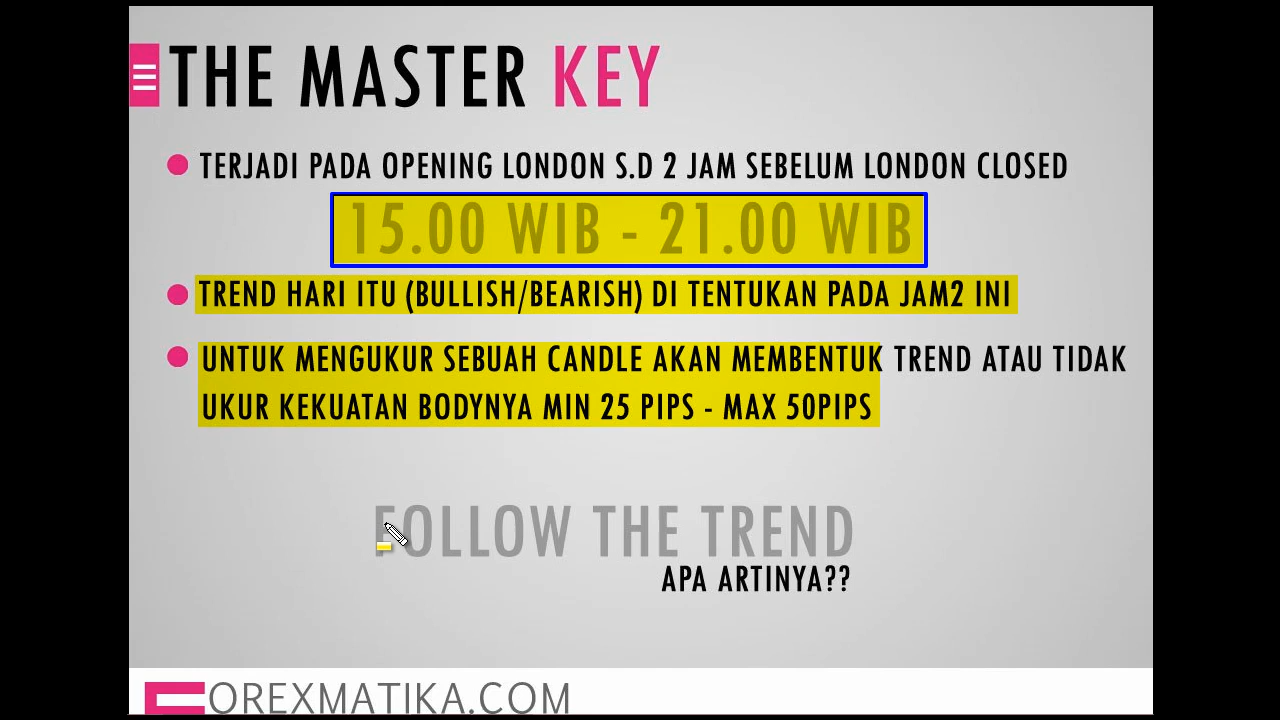 THE MASTER KEY
TERJADI PADA OPENING LONDON S.D 2 JAM SEBELUM LONDON CLOSED
15.00 WIB - 21.00 WIB
TREND HARI ITU (BULLISH/BEARISH) DI TENTUKAN PADA JAM2 INI
UNTUK MENGUKUR SEBUAH CANDLE AKAN MEMBENTUK TREND ATAU TIDAK
UKUR KEKUATAN BODYNYA MIN 25 PIPS - MAX 50PIPS
FOLLOW THE TREND
APA ARTINYA??
FOREXMATIKA.COM